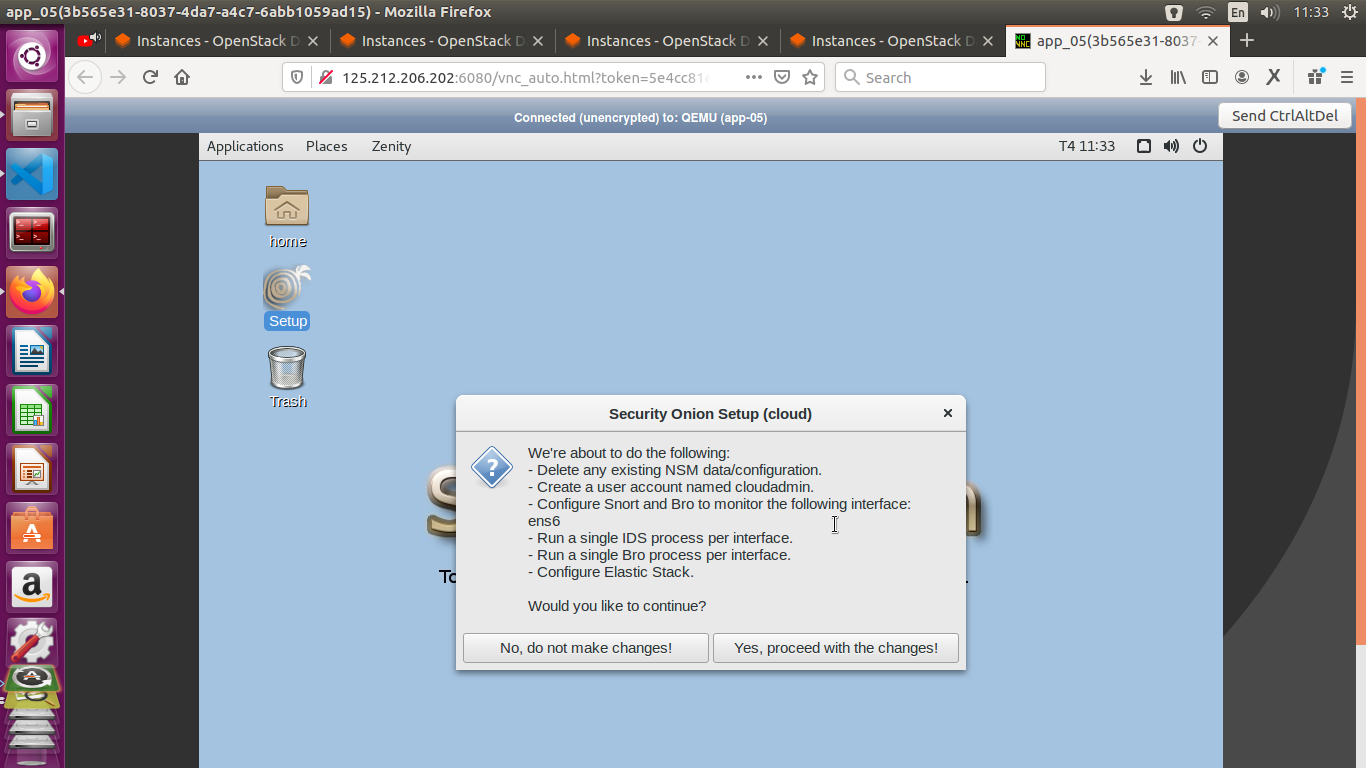 app_05(3b565e31-8037-4da7-a4c7-6abb1059ad15) - Mozilla Firefox
En
11:33
Instances - OpenStack D
Instances - OpenStack D
Instances - OpenStack D
Instances - OpenStack D
app_05(3b565e31-8037-
125.212.206.202:6080/vnc_auto.html?token=5e4cc81
Search
Connected (unencrypted) to: QEMU (app-05)
Send CtrlAltDel
Applications
Places
Zenity
T4 11:33
home
Setup
Trash
Security Onion Setup (cloud)
We're about to do the following:
- Delete any existing NSM data/configuration.
- Create a user account named cloudadmin.
- Configure Snort and Bro to monitor the following interface:
ens6
- Run a single IDS process per interface.
- Run a single Bro process per interface.
- Configure Elastic Stack.
Would you like to continue?
No, do not make changes!
Yes, proceed with the changes!